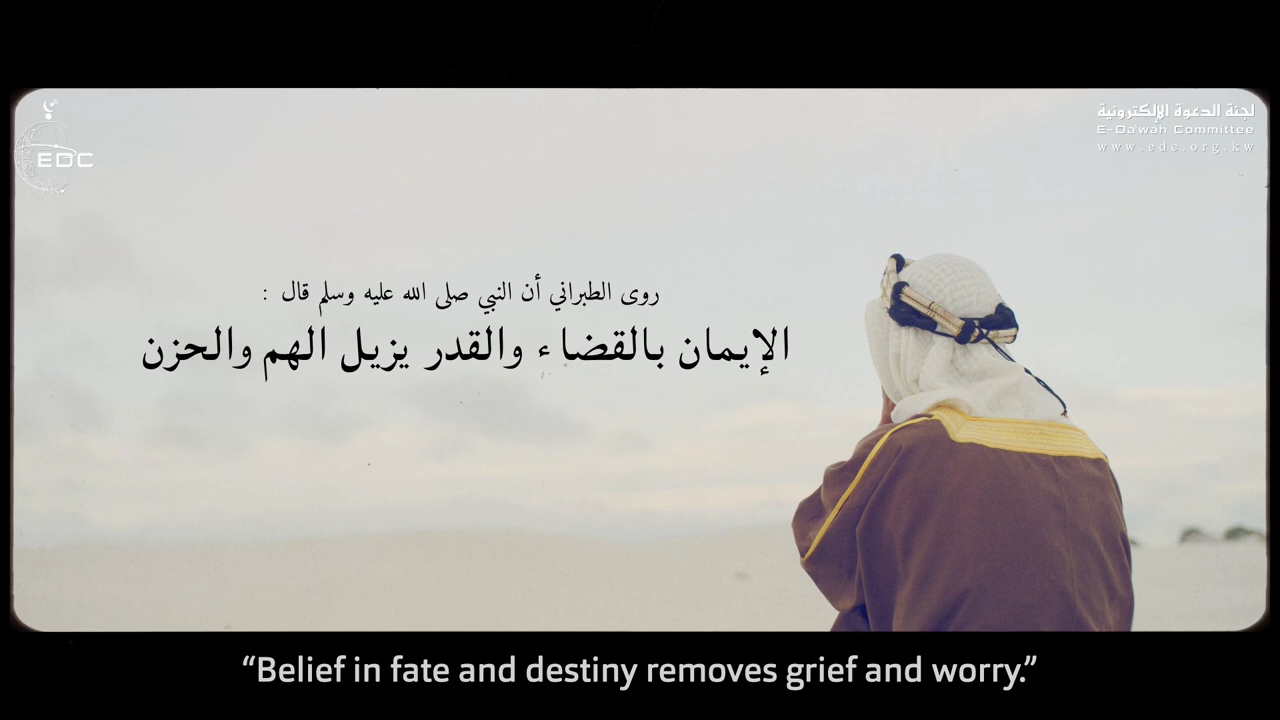 EDC
لجنة الدعوة الإلكترونية
E-Da'wah Committee
www.edc.org.kw
روى الطبراني أن النبي صلى الله عليه وسلم قال :
الإيمان بالقضاء والقدر يزيل الهم والحزن
“Belief in fate and destiny removes grief and worry.”